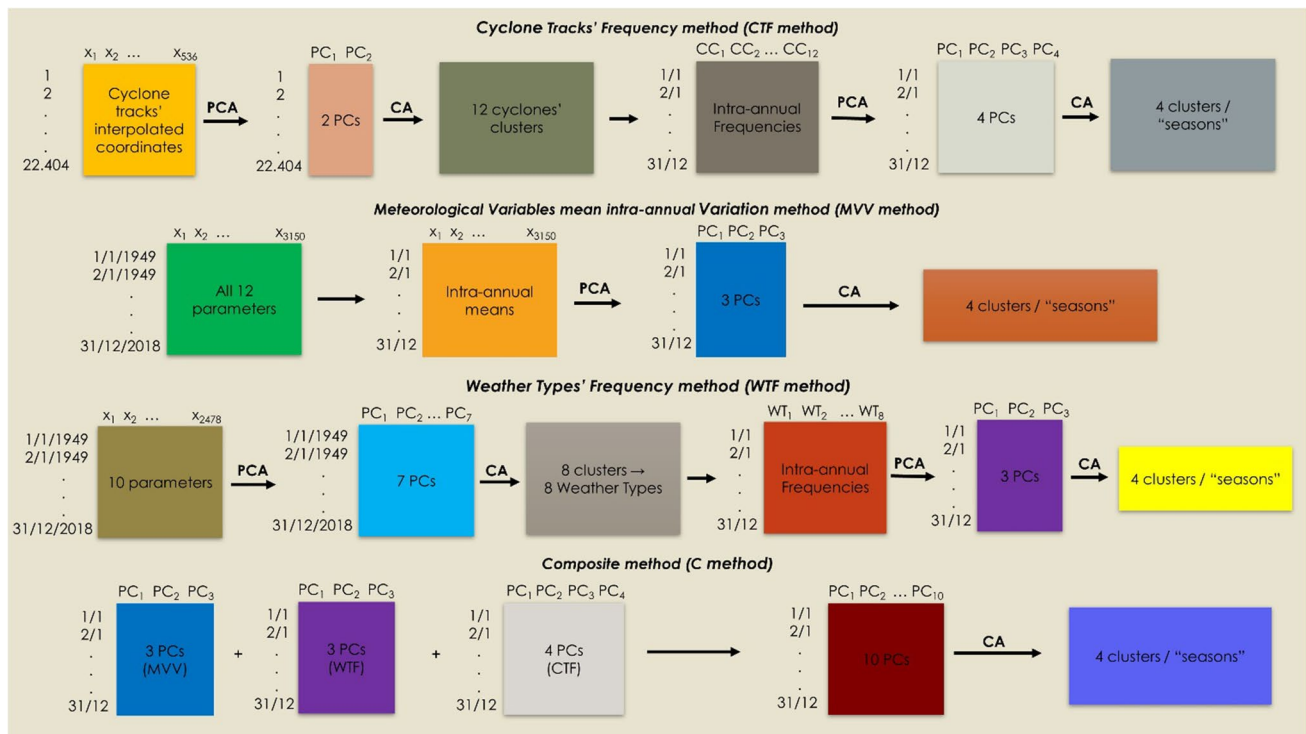 Cyclone Tracks' Frequency method (CTF method)
x₁ x₂ … x₅₃₆
1
2
.
.
.
22.404
Cyclone
tracks'
interpolated
coordinates
PCA
PC₁ PC₂
1
2
.
.
.
22.404
2 PCs
CA
12 cyclones'
clusters
CC₁ CC₂ … CC₁₂
1/1
2/1
.
.
.
31/12
Intra-annual
Frequencies
PCA
PC₁ PC₂ PC₃ PC₄
1/1
2/1
.
.
.
31/12
4 PCs
CA
4 clusters /
“seasons”
Meteorological Variables mean intra-annual Variation method (MVV method)
x₁ x₂ … x₃₁₅₀
1/1/1949
2/1/1949
.
.
.
31/12/2018
All 12
parameters
x₁ x₂ … x₃₁₅₀
1/1
2/1
.
.
.
31/12
Intra-annual
means
PCA
PC₁ PC₂ PC₃
1/1
2/1
.
.
.
31/12
3 PCs
CA
4 clusters / “seasons”
Weather Types' Frequency method (WTF method)
x₁ x₂ … x₂₄₇₈
1/1/1949
2/1/1949
.
.
.
31/12/2018
10 parameters
PCA
PC₁ PC₂ … PC₇
1/1/1949
2/1/1949
.
.
.
31/12/2018
7 PCs
CA
8 clusters →
8 Weather Types
WT₁ WT₂ … WT₈
1/1
2/1
.
.
.
31/12
Intra-annual
Frequencies
PCA
PC₁ PC₂ PC₃
1/1
2/1
.
.
.
31/12
3 PCs
CA
4 clusters / “seasons”
Composite method (C method)
PC₁ PC₂ PC₃
1/1
2/1
.
.
.
31/12
3 PCs
(MVV)
+
PC₁ PC₂ PC₃
1/1
2/1
.
.
.
31/12
3 PCs
(WTF)
+
PC₁ PC₂ PC₃ PC₄
1/1
2/1
.
.
.
31/12
4 PCs
(CTF)
PC₁ PC₂ … PC₁₀
1/1
2/1
.
.
.
31/12
10 PCs
CA
4 clusters / “seasons”